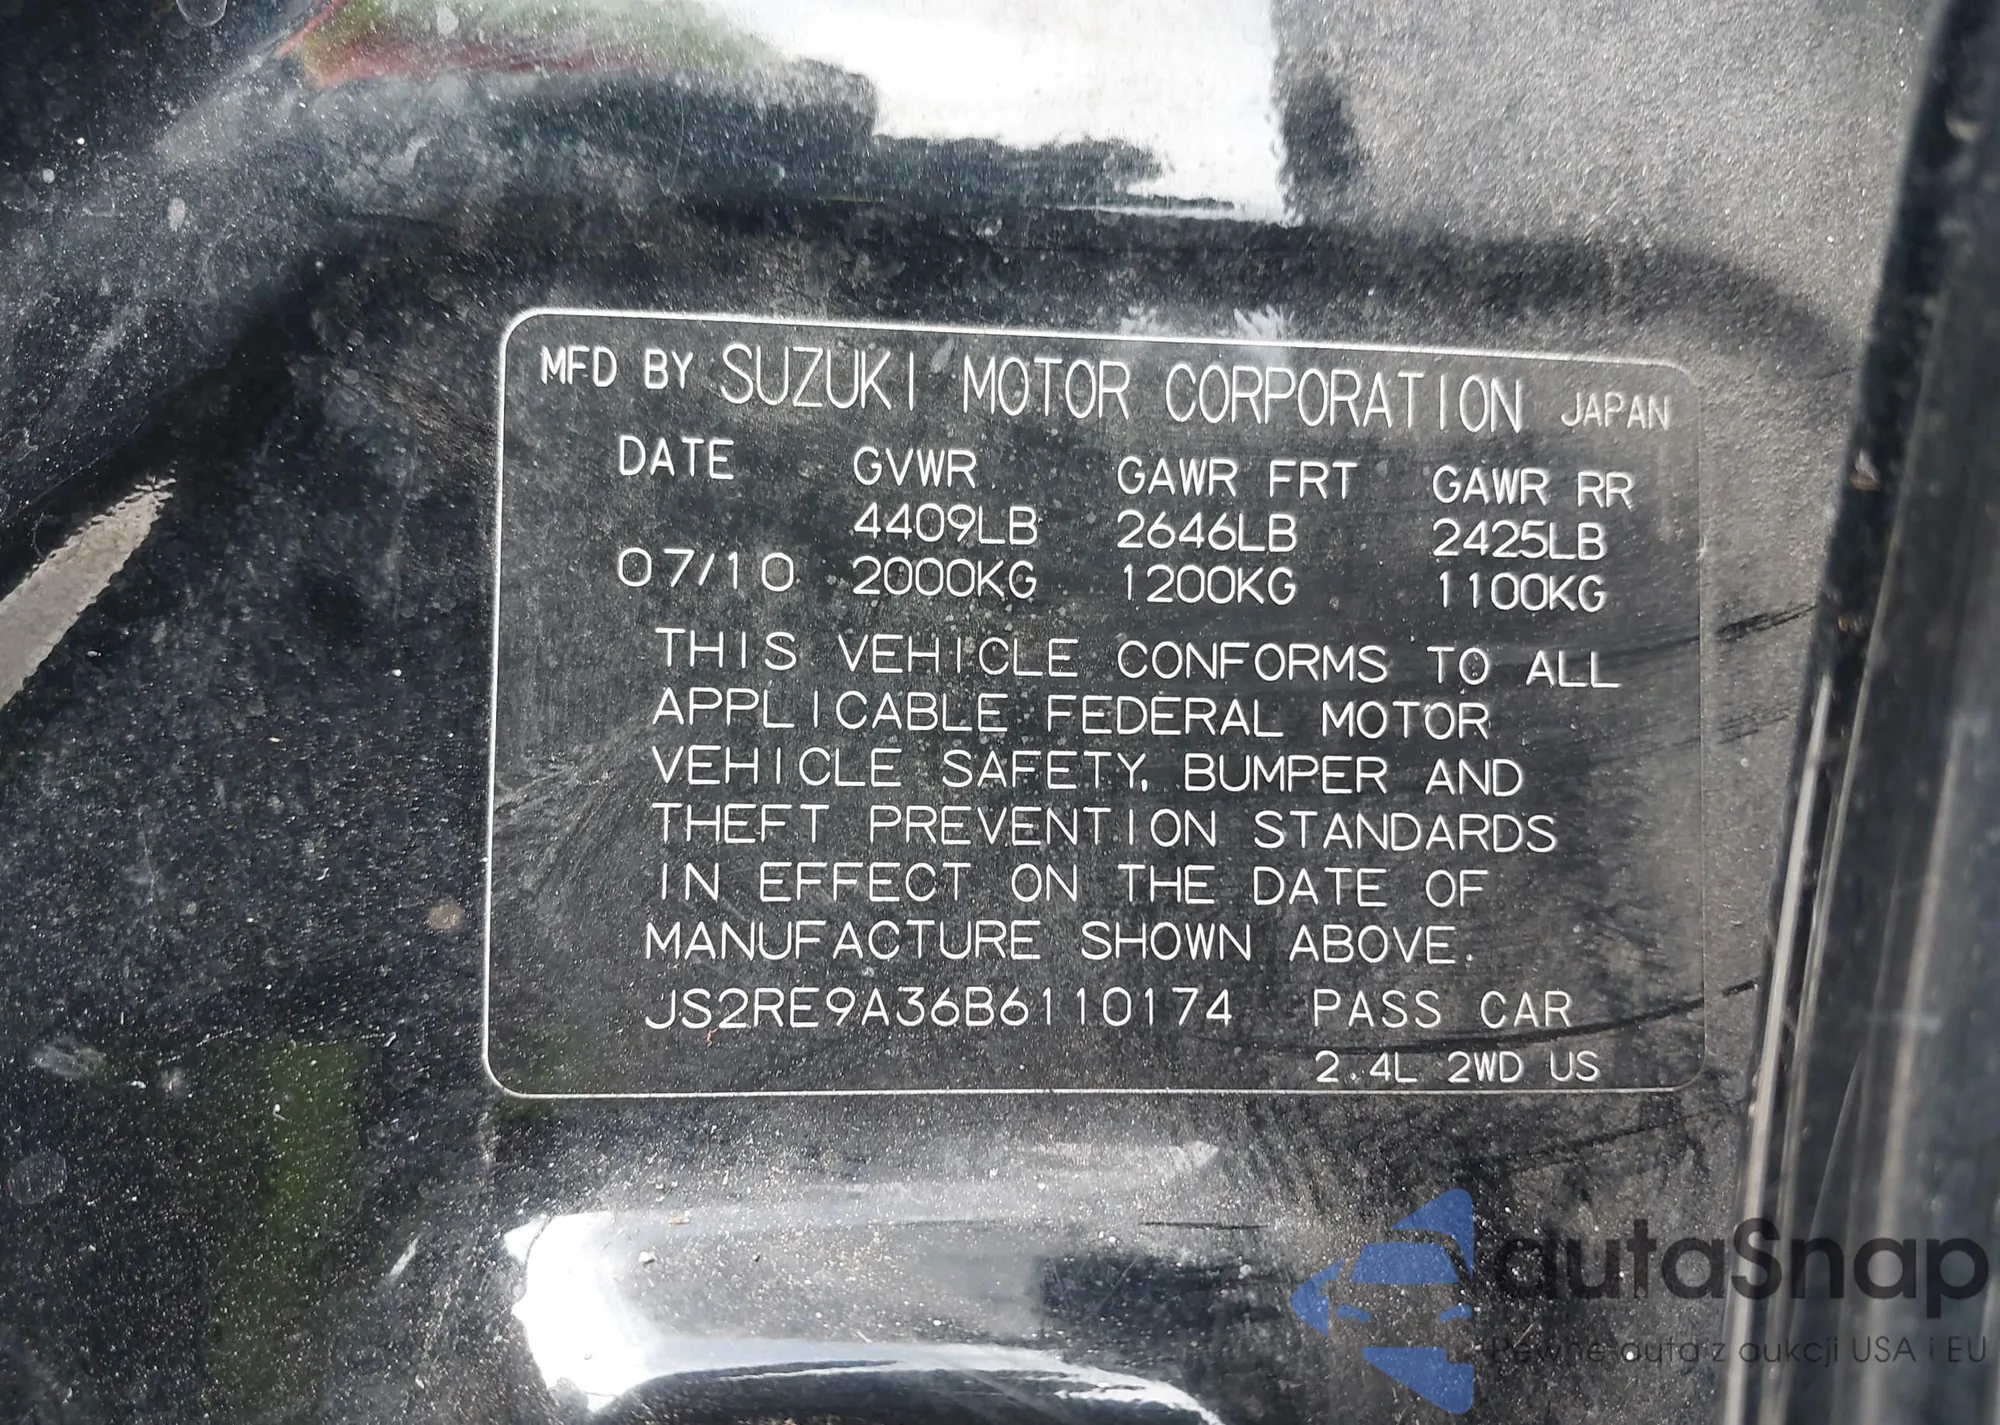 MFD BY SUZUKI MOTOR CORPORATION JAPAN
DATE GVWR GAWR FRT GAWR RR
4409LB 2646LB 2425LB
07/10 2000KG 1200KG 1100KG
THIS VEHICLE CONFORMS TO ALL
APPLICABLE FEDERAL MOTOR
VEHICLE SAFETY, BUMPER AND
THEFT PREVENTION STANDARDS
IN EFFECT ON THE DATE OF
MANUFACTURE SHOWN ABOVE.
JS2RE9A36B6110174 PASS CAR
2.4L 2WD US
autaSnap
Pewne auta z aukcji USA i EU